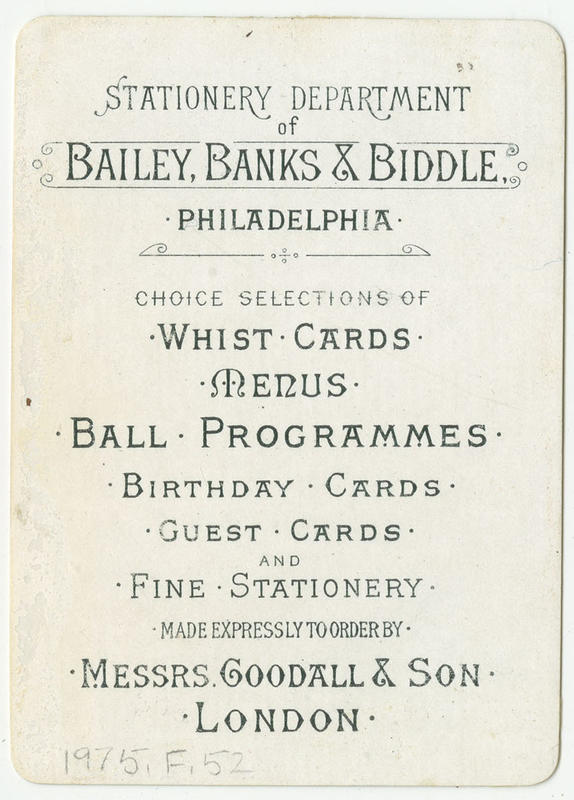 STATIONERY DEPARTMENT
of
BAILEY, BANKS & BIDDLE,
·PHILADELPHIA·
CHOICE SELECTIONS OF
·WHIST·CARDS·
·MENUS·
·BALL·PROGRAMMES·
·BIRTHDAY·CARDS·
·GUEST·CARDS·
AND
·FINE·STATIONERY·
·MADE EXPRESSLY TO ORDER BY·
·MESSRS. GOODALL & SON·
·LONDON·
1975. F. 52